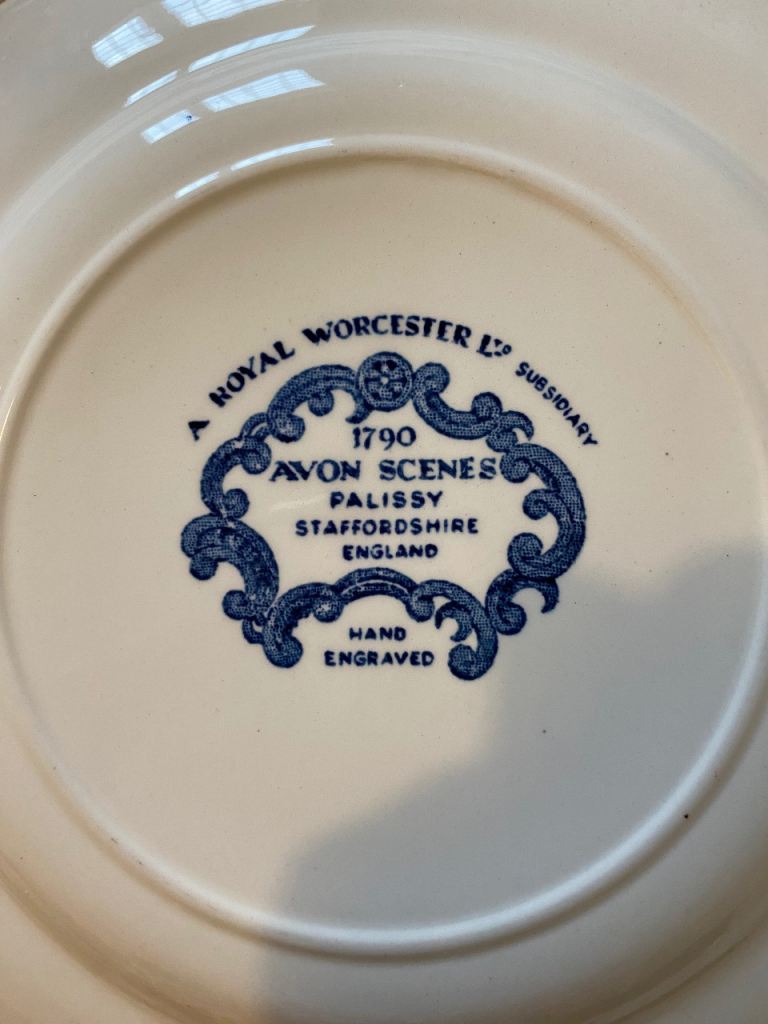 A ROYAL WORCESTER LTD SUBSIDIARY
1790
AVON SCENES
PALISSY
STAFFORDSHIRE
ENGLAND
HAND
ENGRAVED